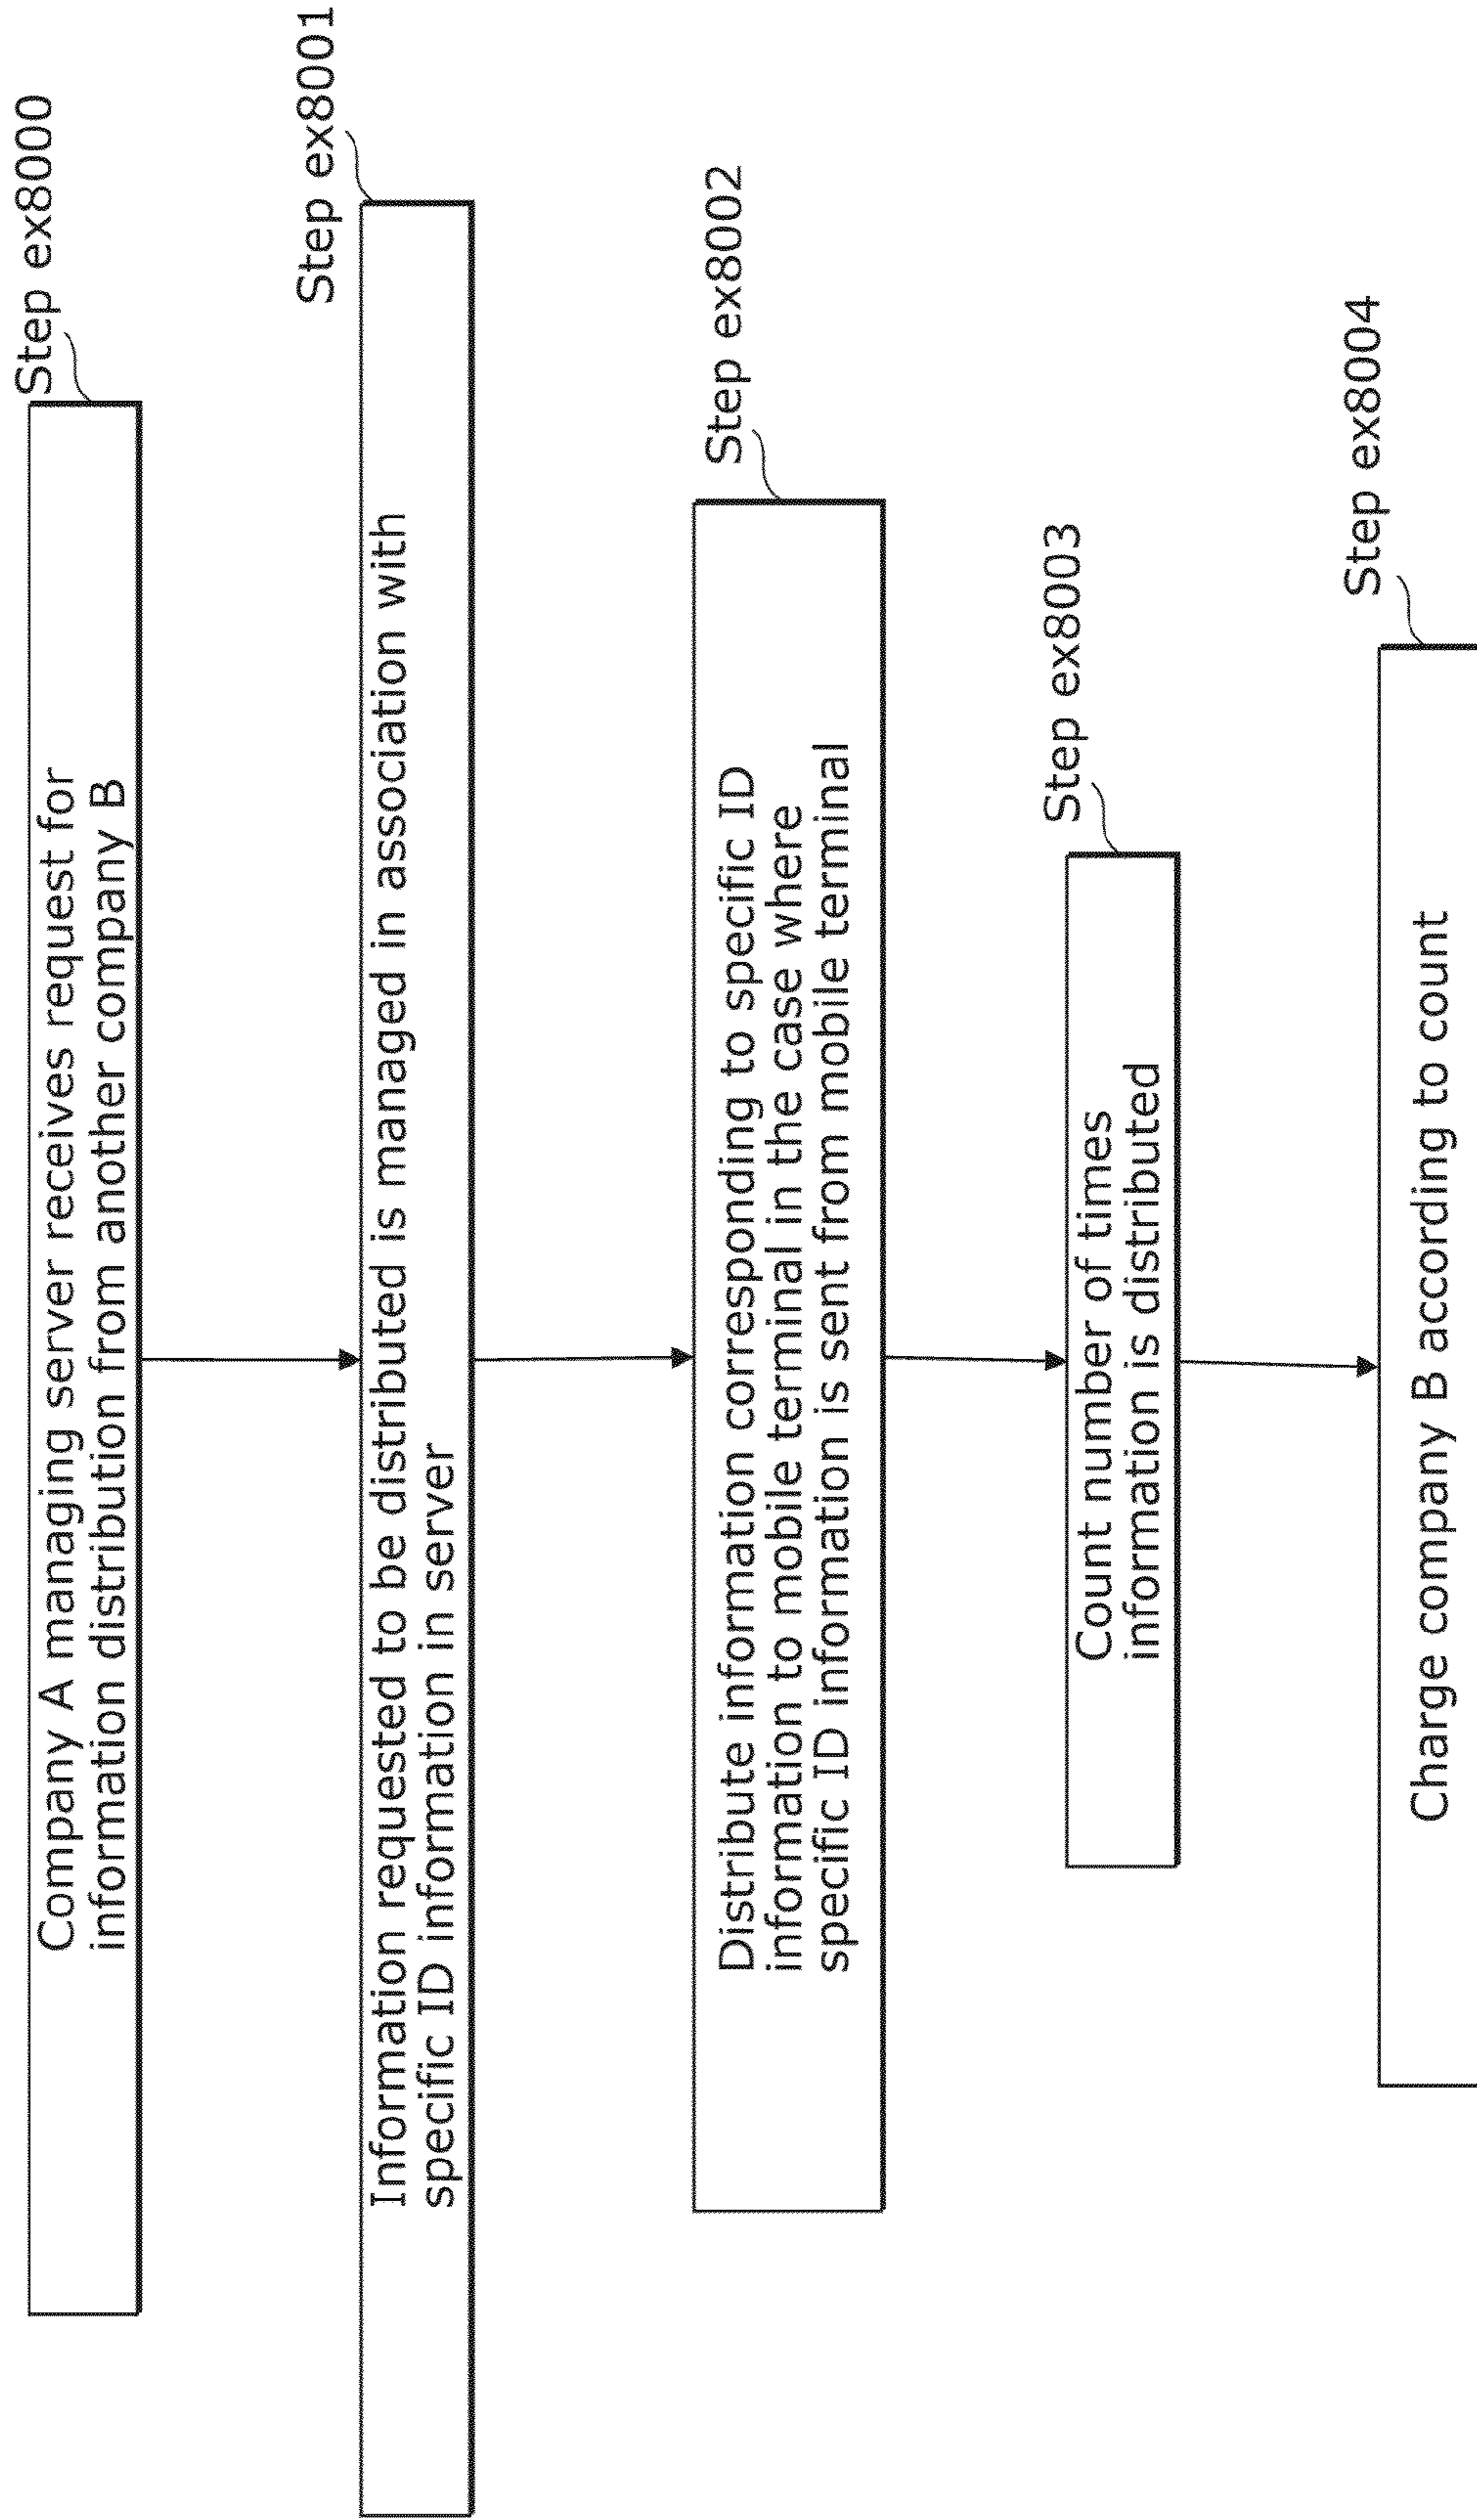 Step ex8000
Company A managing server receives request for
information distribution from another company B
Step ex8001
Information requested to be distributed is managed in association with
specific ID information in server
Step ex8002
Distribute information corresponding to specific ID
information to mobile terminal in the case where
specific ID information is sent from mobile terminal
Step ex8003
Count number of times
information is distributed
Step ex8004
Charge company B according to count